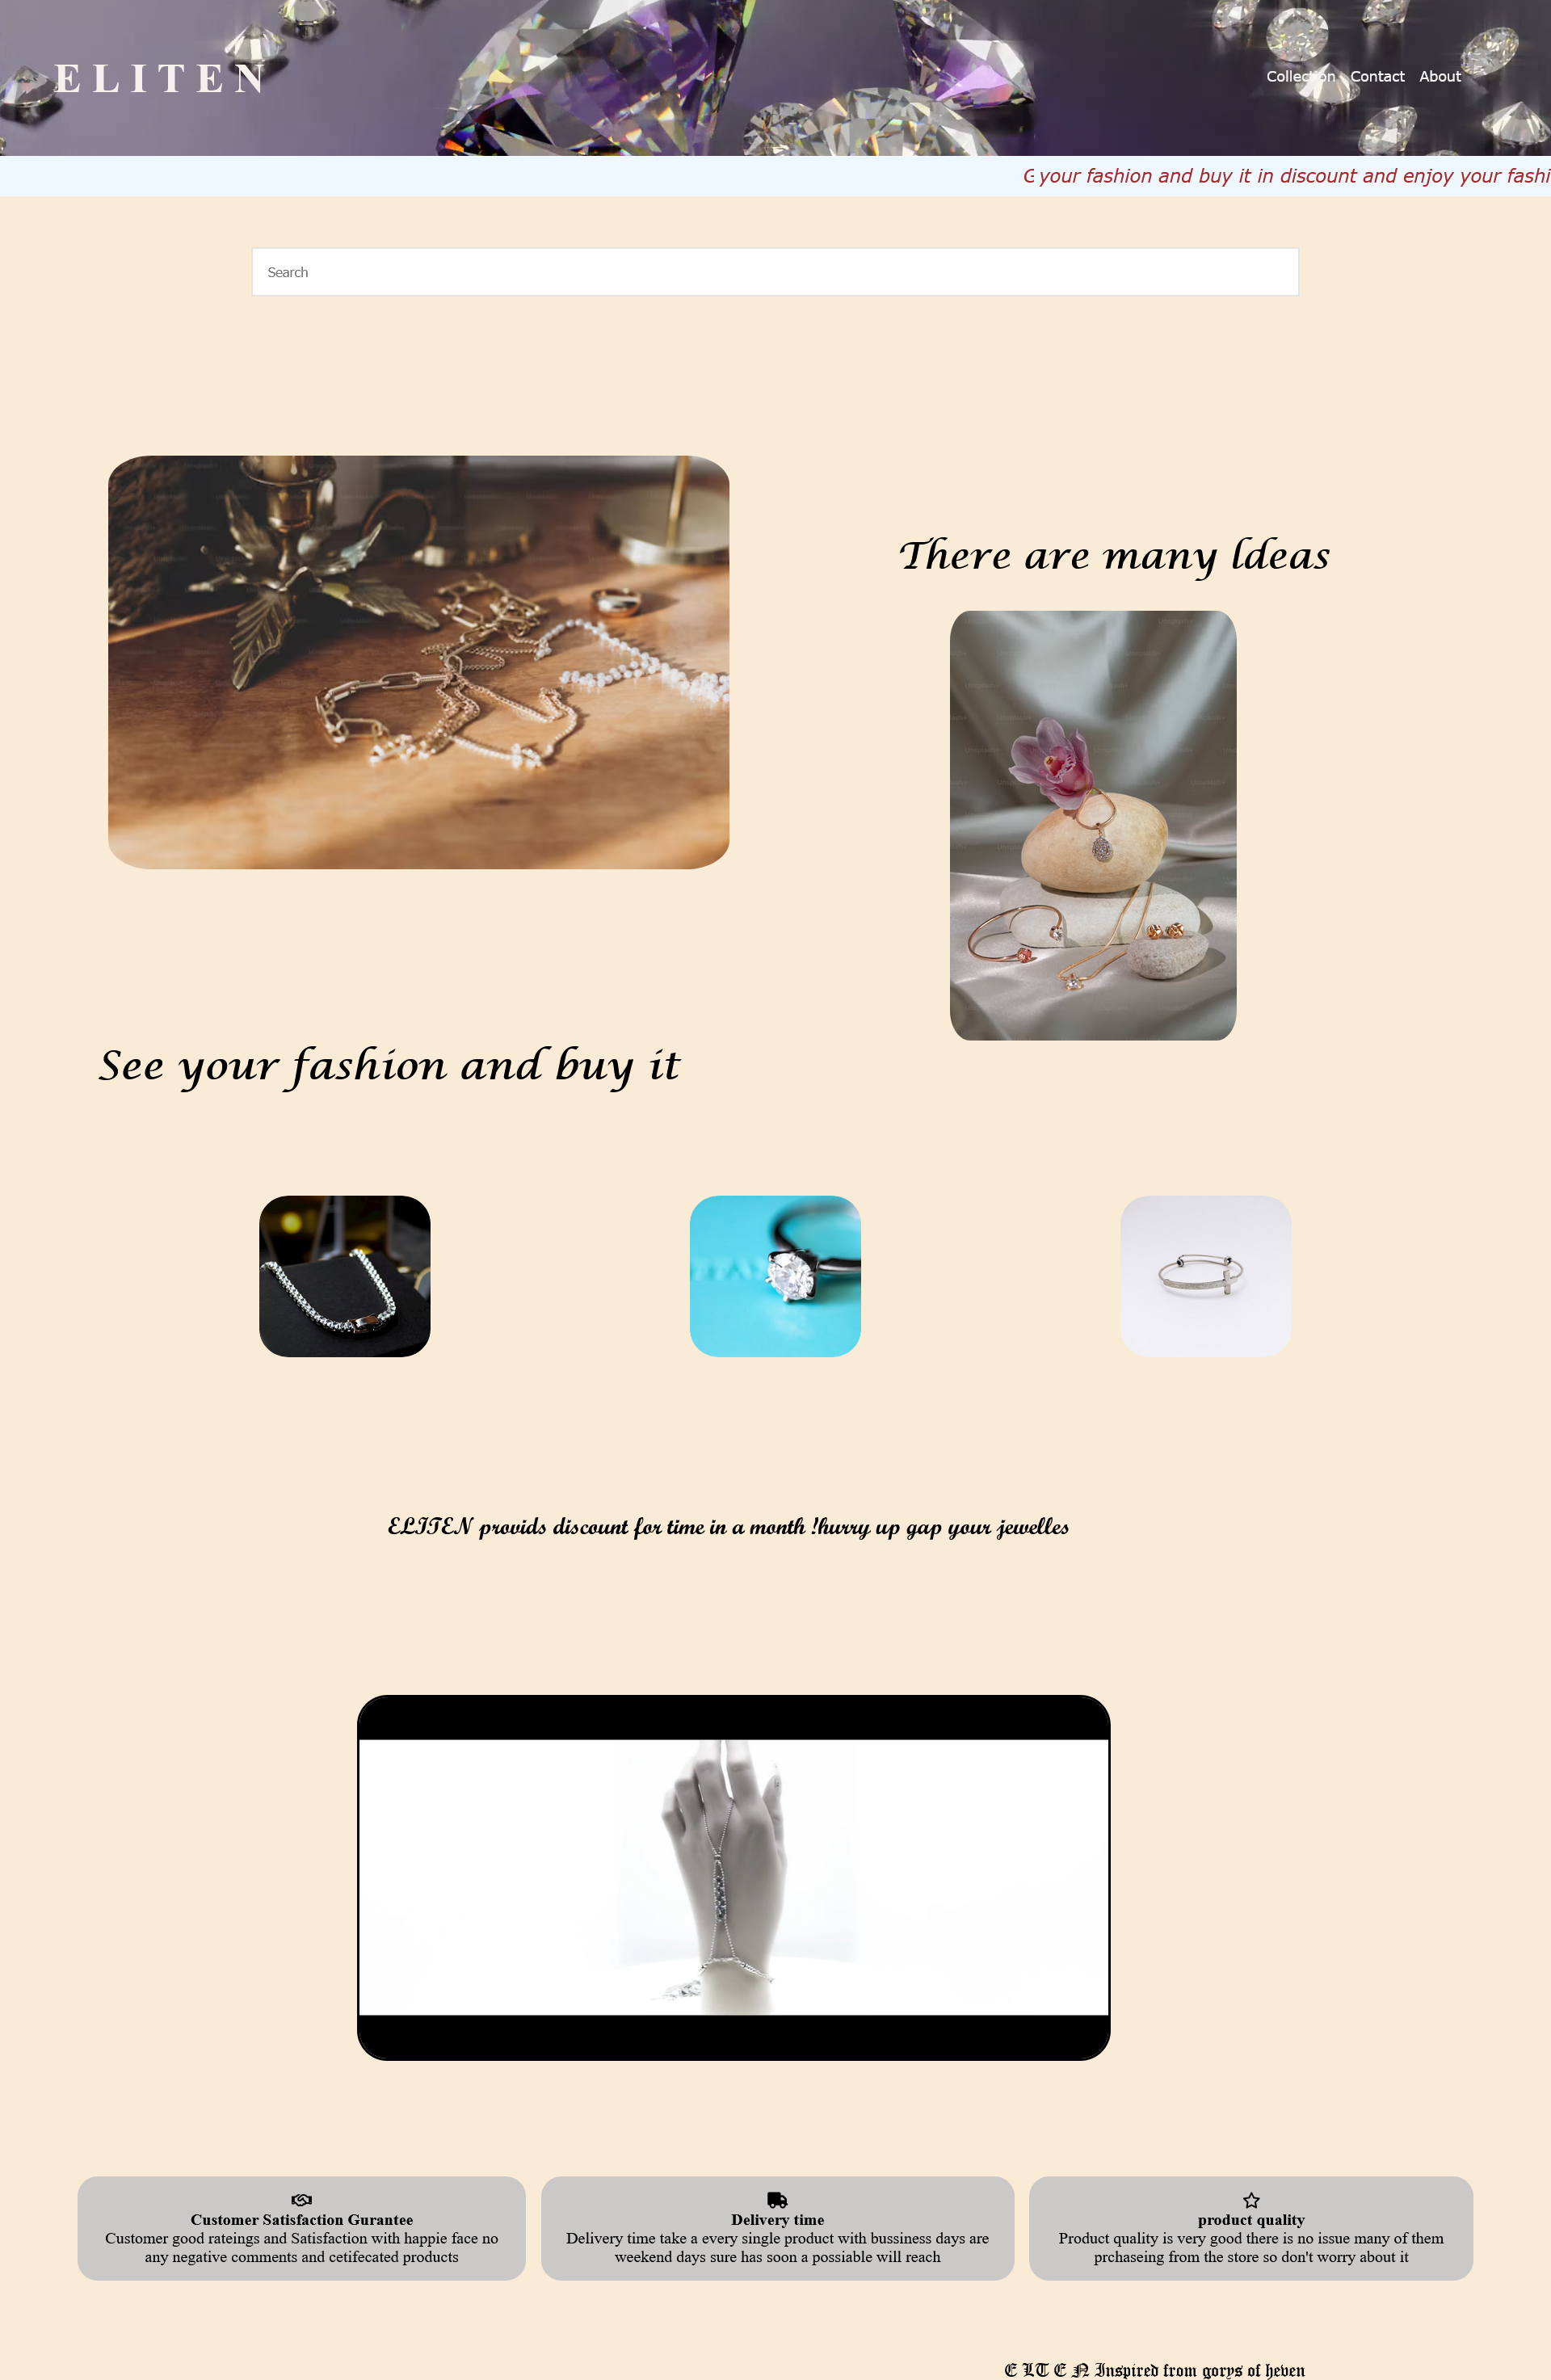 ELITEN
Collection Contact About
G your fashion and buy it in discount and enjoy your fashi
Search
There are many ldeas
See your fashion and buy it
ELITEN provids discount for time in a month !hurry up gap your jewelles
Customer Satisfaction Gurantee
Customer good rateings and Satisfaction with happie face no
any negative comments and cetifecated products
Delivery time
Delivery time take a every single product with bussiness days are
weekend days sure has soon a possiable will reach
product quality
Product quality is very good there is no issue many of them
prchaseing from the store so don't worry about it
E LT E N Inspired from gorys of heven